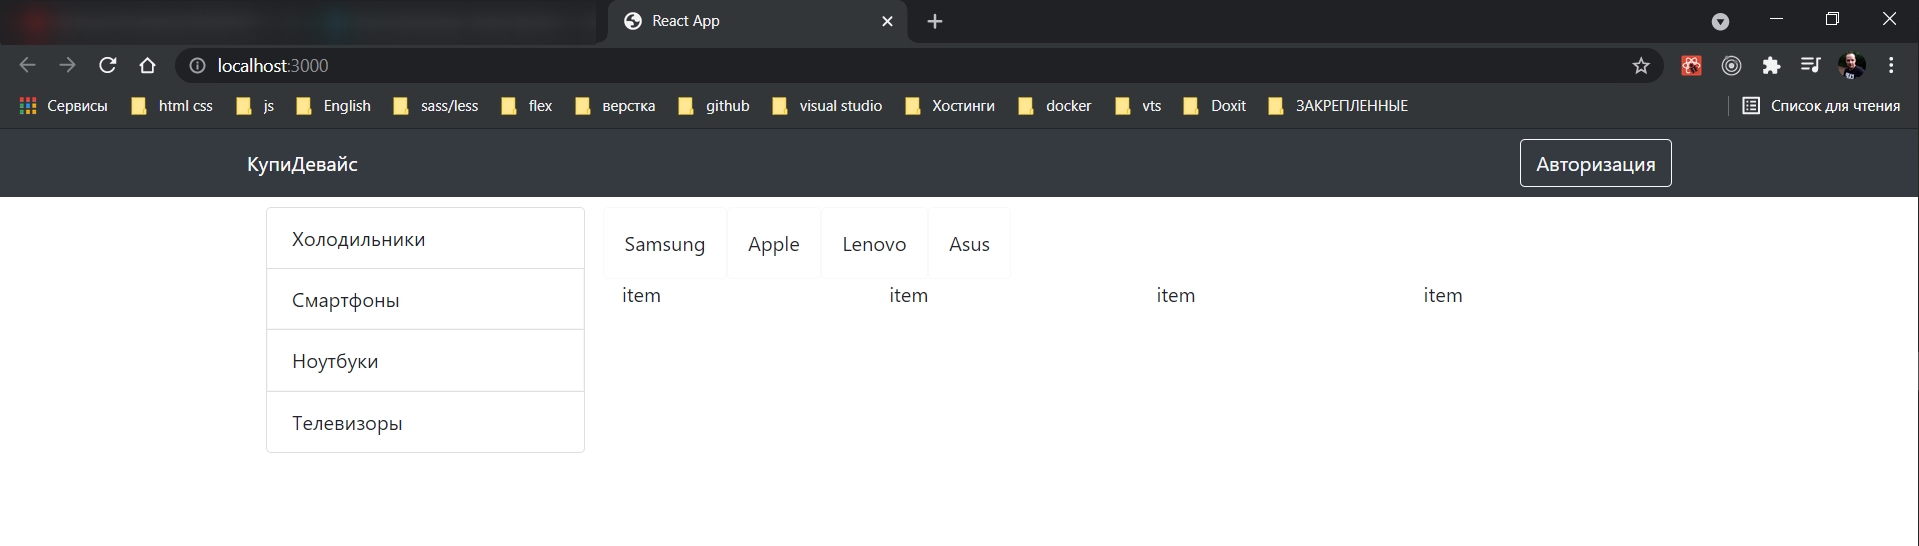 React App
localhost:3000
Сервисы html css js English sass/less flex верстка github visual studio Хостинги docker vts Doxit ЗАКРЕПЛЕННЫЕ Список для чтения
КупиДевайс Авторизация
Холодильники
Смартфоны
Ноутбуки
Телевизоры
Samsung Apple Lenovo Asus
item item item item